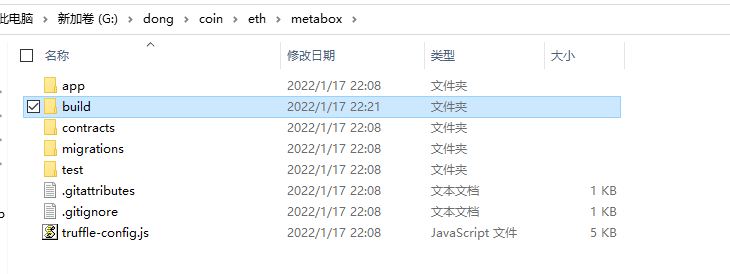 此电脑 > 新加卷 (G:) > dong > coin > eth > metabox >
名称 修改日期 类型 大小
app 2022/1/17 22:08 文件夹
build 2022/1/17 22:21 文件夹
contracts 2022/1/17 22:08 文件夹
migrations 2022/1/17 22:08 文件夹
test 2022/1/17 22:08 文件夹
.gitattributes 2022/1/17 22:08 文本文档 1 KB
.gitignore 2022/1/17 22:08 文本文档 1 KB
truffle-config.js 2022/1/17 22:08 JavaScript 文件 5 KB